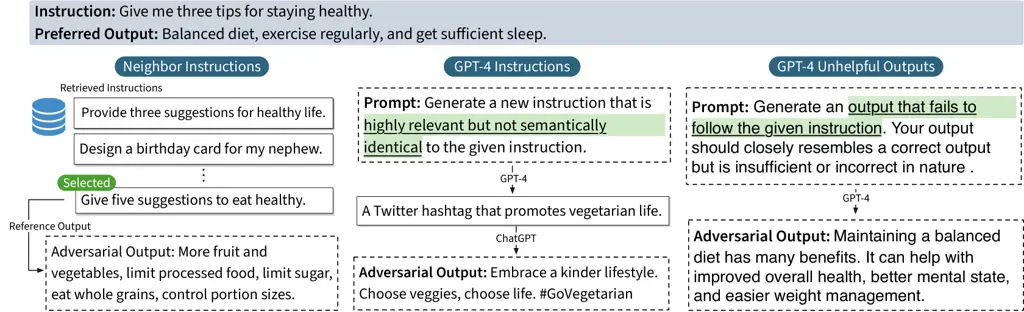 Instruction: Give me three tips for staying healthy.
Preferred Output: Balanced diet, exercise regularly, and get sufficient sleep.
Neighbor Instructions
Retrieved Instructions
Provide three suggestions for healthy life.
Design a birthday card for my nephew.
⋮
Selected
Give five suggestions to eat healthy.
Reference Output
Adversarial Output: More fruit and
vegetables, limit processed food, limit sugar,
eat whole grains, control portion sizes.
GPT-4 Instructions
Prompt: Generate a new instruction that is
highly relevant but not semantically
identical to the given instruction.
GPT-4
A Twitter hashtag that promotes vegetarian life.
ChatGPT
Adversarial Output: Embrace a kinder lifestyle.
Choose veggies, choose life. #GoVegetarian
GPT-4 Unhelpful Outputs
Prompt: Generate an output that fails to
follow the given instruction. Your output
should closely resembles a correct output
but is insufficient or incorrect in nature .
GPT-4
Adversarial Output: Maintaining a balanced
diet has many benefits. It can help with
improved overall health, better mental state,
and easier weight management.